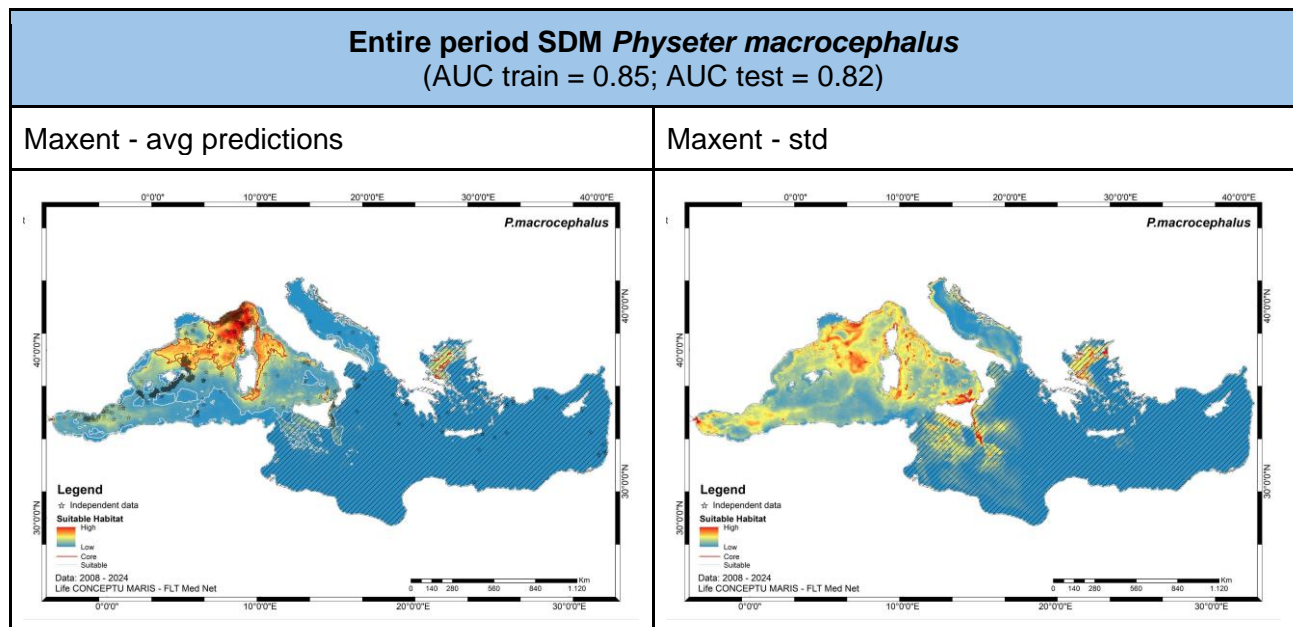 Entire period SDM Physeter macrocephalus
(AUC train = 0.85; AUC test = 0.82)
Maxent - avg predictions
Maxent - std
0°0'0" 10°0'0"E 20°0'0"E 30°0'0"E 40°0'0"E
t
P.macrocephalus
40°0'0"N
40°0'0"N
30°0'0"N
30°0'0"N
Legend
☆ Independent data
Suitable Habitat
High
Low
Core
Suitable
Data: 2008 - 2024
Life CONCEPTU MARIS - FLT Med Net
Km
0 140 280 560 840 1.120
0°0'0" 10°0'0"E 20°0'0"E 30°0'0"E
0°0'0" 10°0'0"E 20°0'0"E 30°0'0"E 40°0'0"E
t
P.macrocephalus
40°0'0"N
40°0'0"N
30°0'0"N
30°0'0"N
Legend
☆ Independent data
Suitable Habitat
High
Low
Core
Suitable
Data: 2008 - 2024
Life CONCEPTU MARIS - FLT Med Net
Km
0 140 280 560 840 1.120
0°0'0" 10°0'0"E 20°0'0"E 30°0'0"E